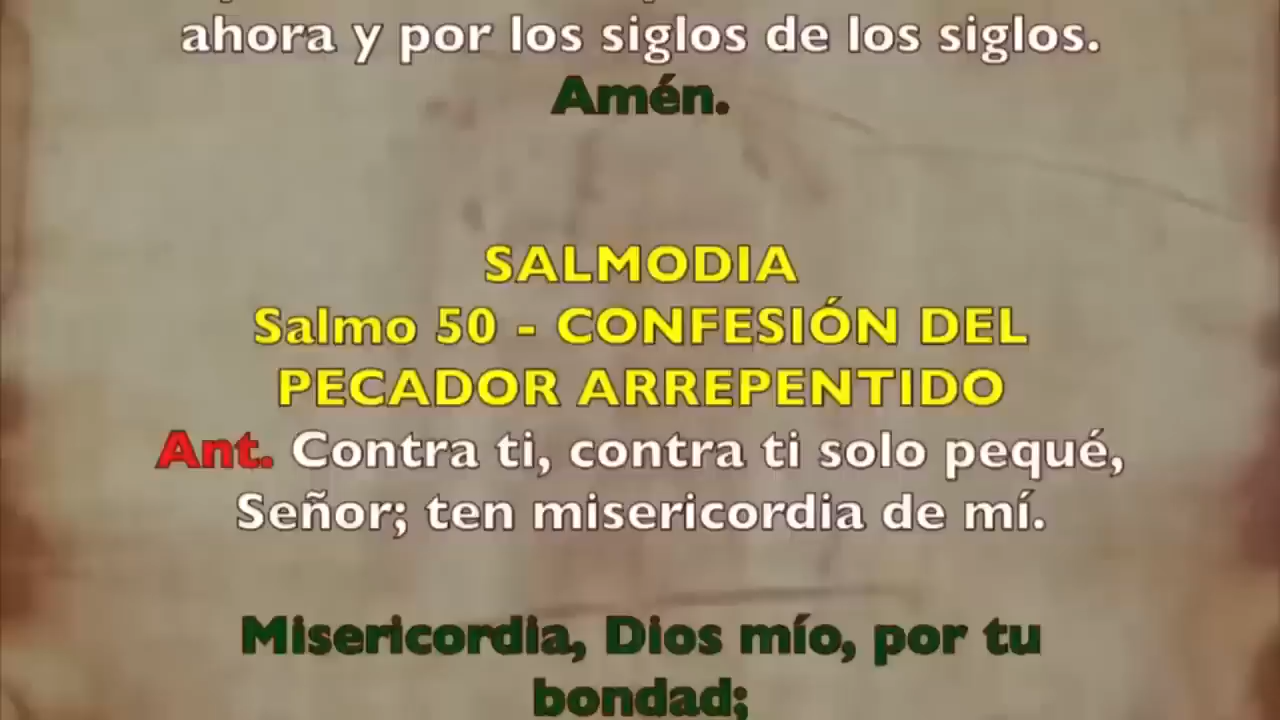 ahora y por los siglos de los siglos.
Amén.
SALMODIA
Salmo 50 - CONFESIÓN DEL
PECADOR ARREPENTIDO
Ant. Contra ti, contra ti solo pequé,
Señor; ten misericordia de mí.
Misericordia, Dios mío, por tu
bondad;